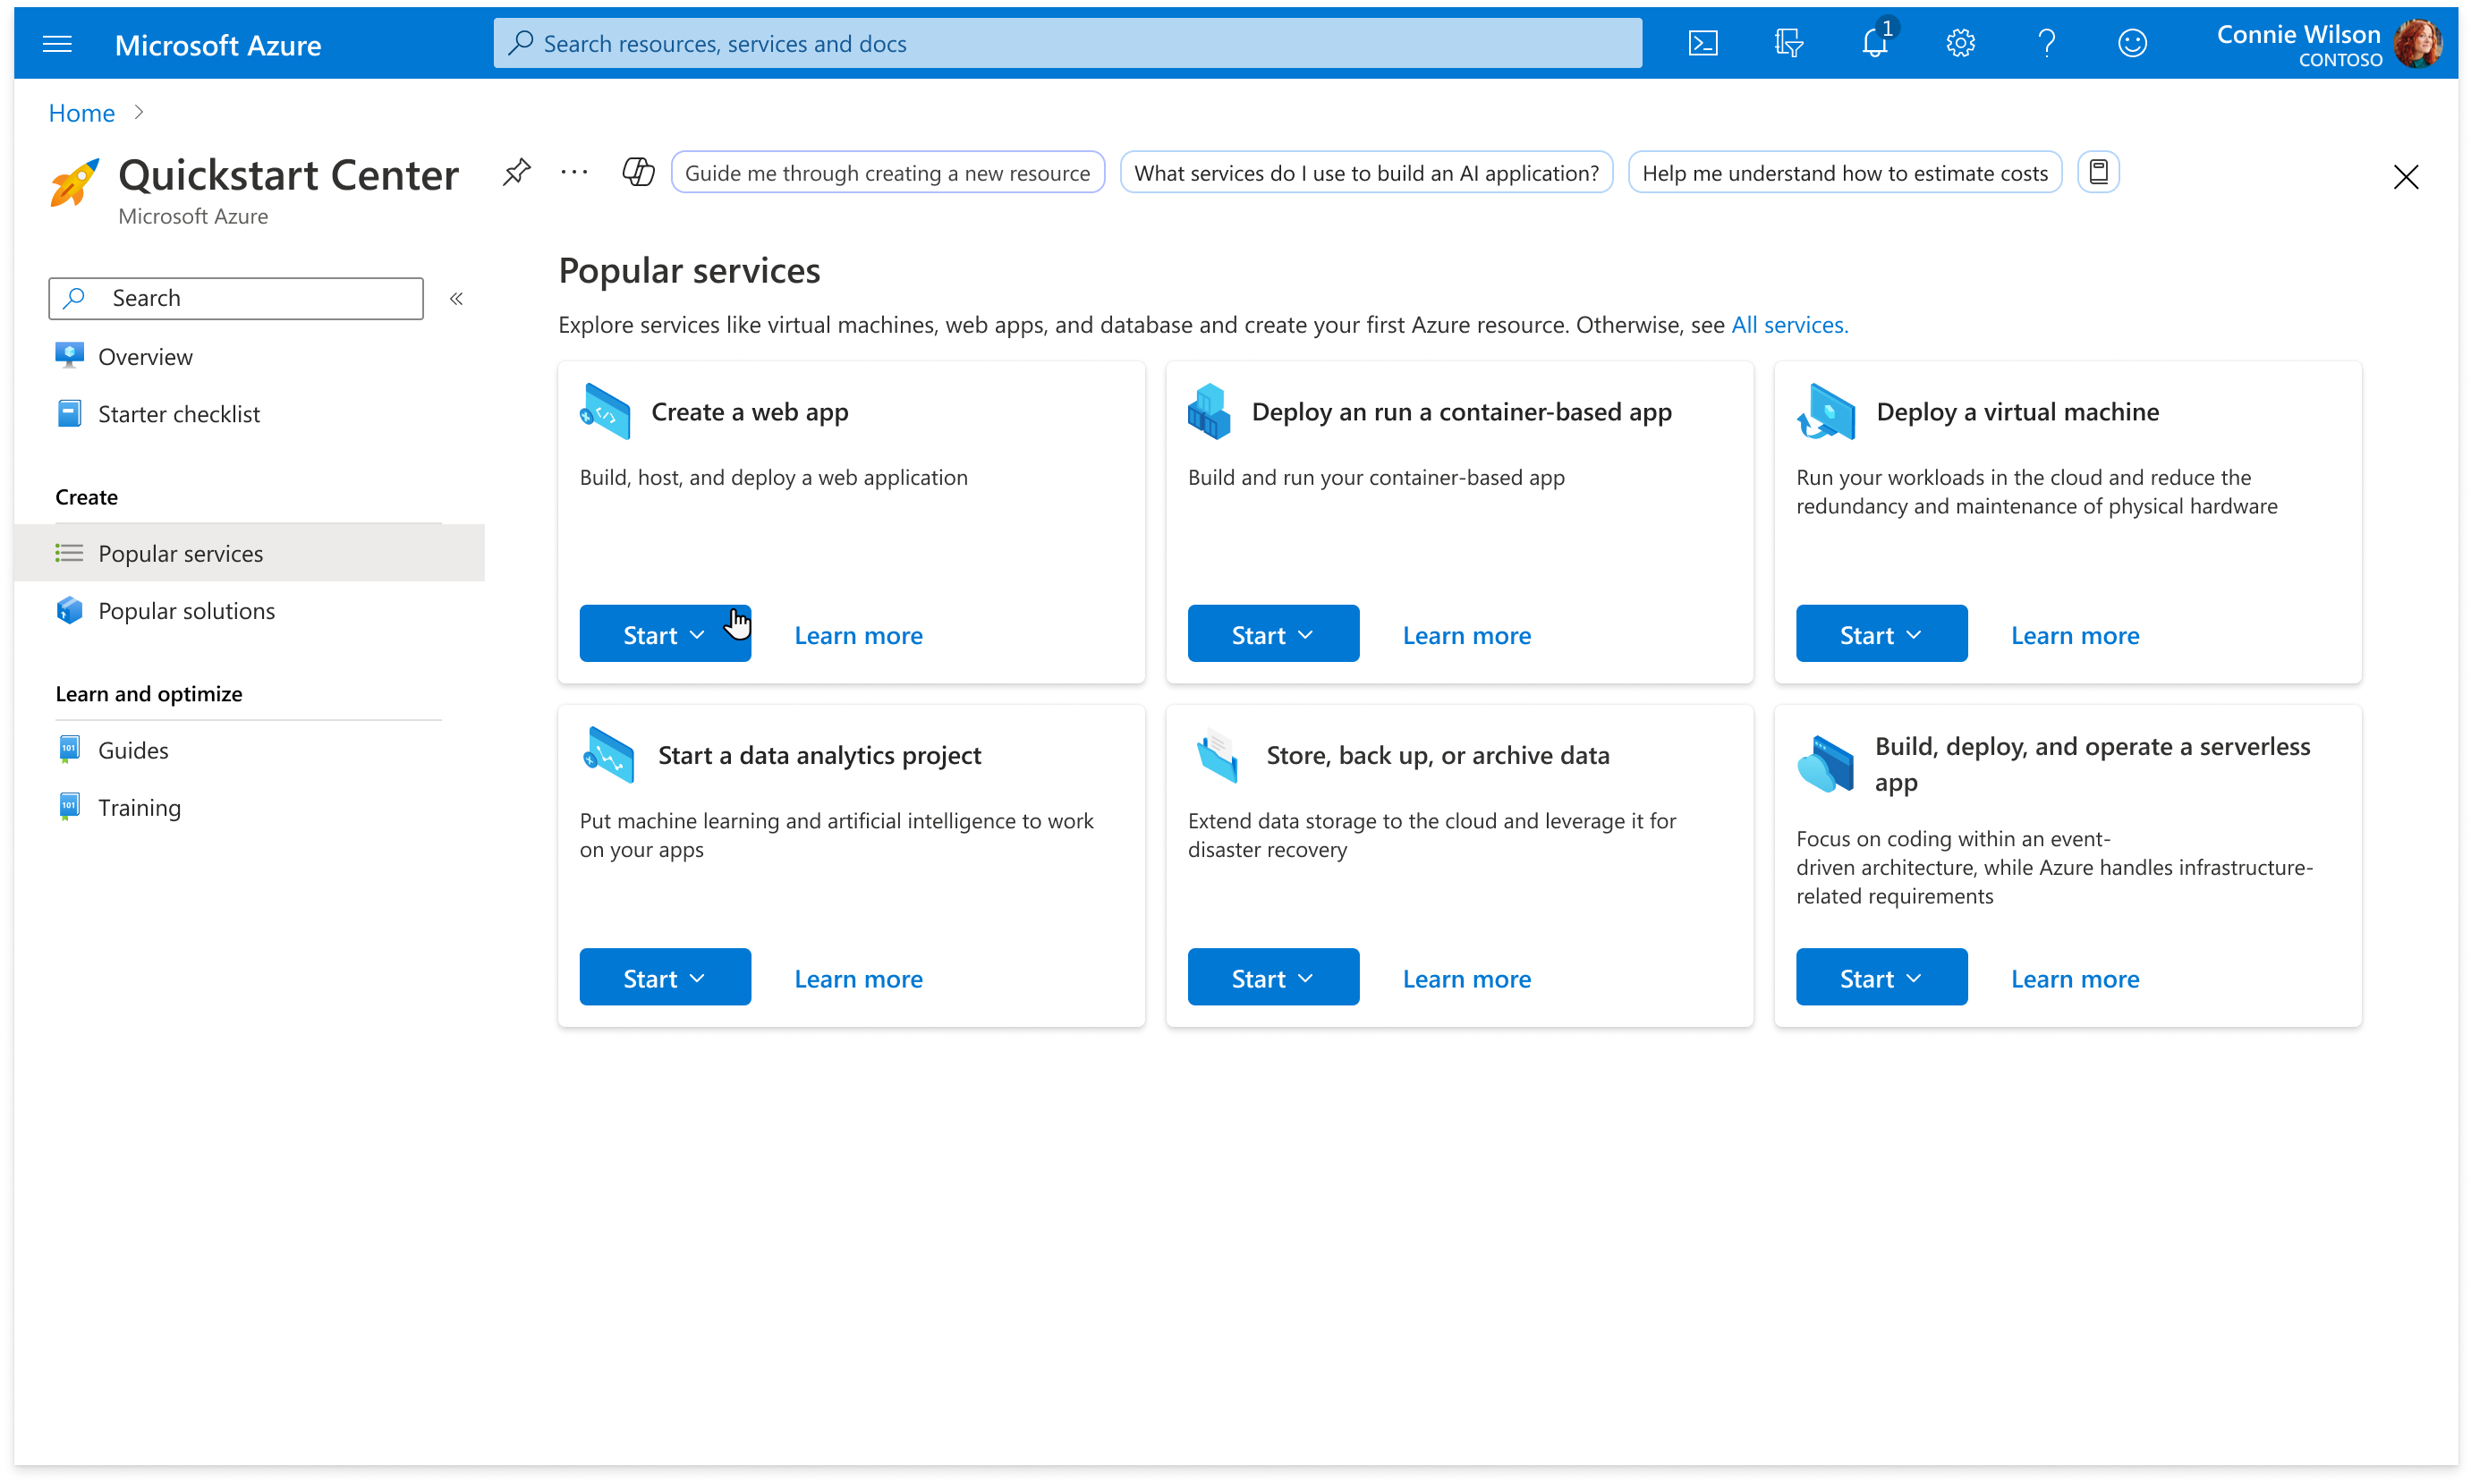 Microsoft Azure
Search resources, services and docs
1
Connie Wilson
CONTOSO
Home
Quickstart Center
Microsoft Azure
Guide me through creating a new resource
What services do I use to build an AI application?
Help me understand how to estimate costs
Search
Overview
Starter checklist
Create
Popular services
Popular solutions
Learn and optimize
101
Guides
101
Training
Popular services
Explore services like virtual machines, web apps, and database and create your first Azure resource. Otherwise, see All services.
Create a web app
Build, host, and deploy a web application
Start
Learn more
Deploy an run a container-based app
Build and run your container-based app
Start
Learn more
Deploy a virtual machine
Run your workloads in the cloud and reduce the
redundancy and maintenance of physical hardware
Start
Learn more
Start a data analytics project
Put machine learning and artificial intelligence to work
on your apps
Start
Learn more
Store, back up, or archive data
Extend data storage to the cloud and leverage it for
disaster recovery
Start
Learn more
Build, deploy, and operate a serverless
app
Focus on coding within an event-
driven architecture, while Azure handles infrastructure-
related requirements
Start
Learn more